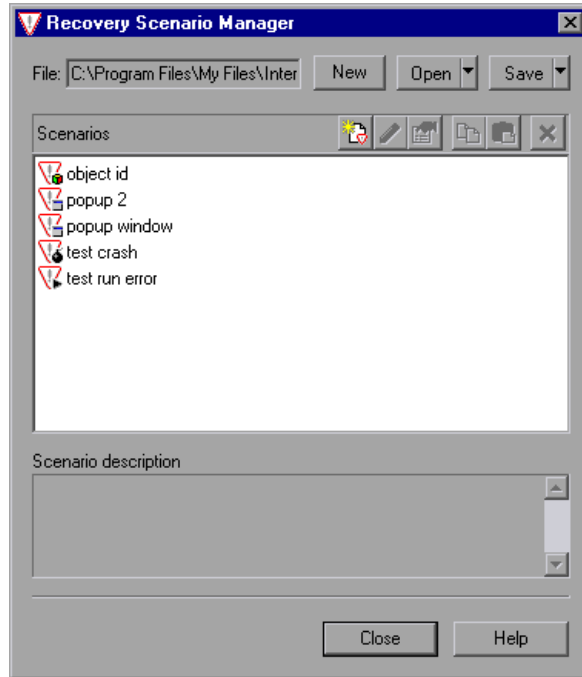 Recovery Scenario Manager
File: C:\Program Files\My Files\Inter New Open Save
Scenarios
object id
popup 2
popup window
test crash
test run error
Scenario description
Close Help